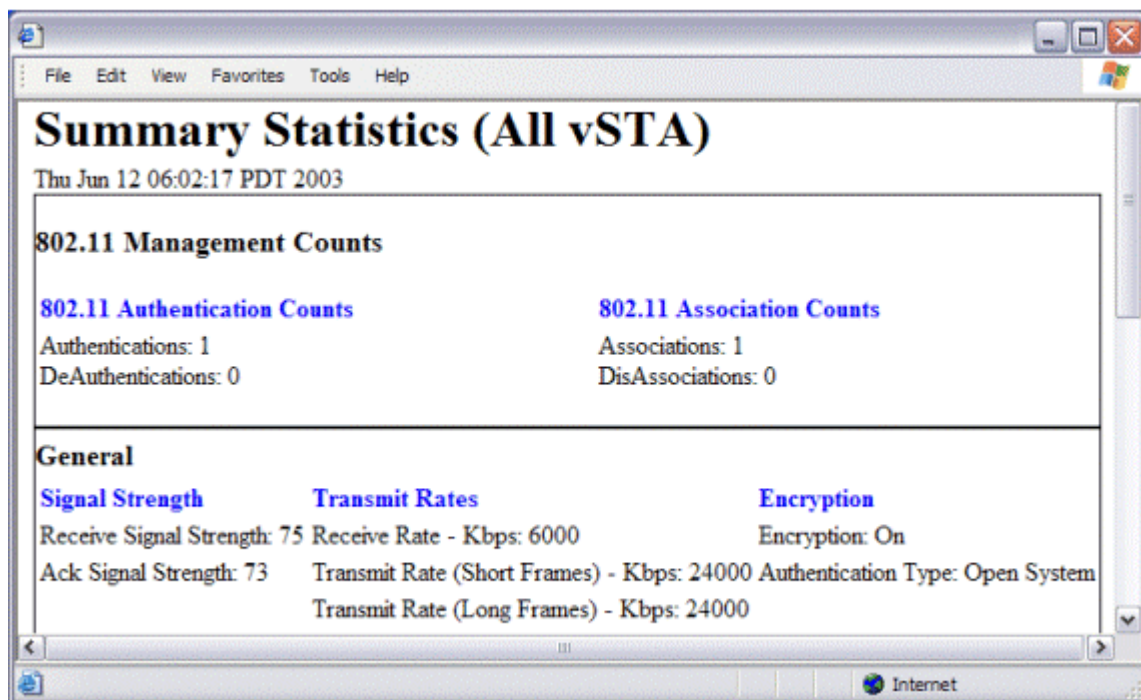 File Edit View Favorites Tools Help
Summary Statistics (All vSTA)
Thu Jun 12 06:02:17 PDT 2003
802.11 Management Counts
802.11 Authentication Counts 802.11 Association Counts
Authentications: 1 Associations: 1
DeAuthentications: 0 DisAssociations: 0
General
Signal Strength Transmit Rates Encryption
Receive Signal Strength: 75 Receive Rate - Kbps: 6000 Encryption: On
Ack Signal Strength: 73 Transmit Rate (Short Frames) - Kbps: 24000 Authentication Type: Open System
Transmit Rate (Long Frames) - Kbps: 24000
Internet